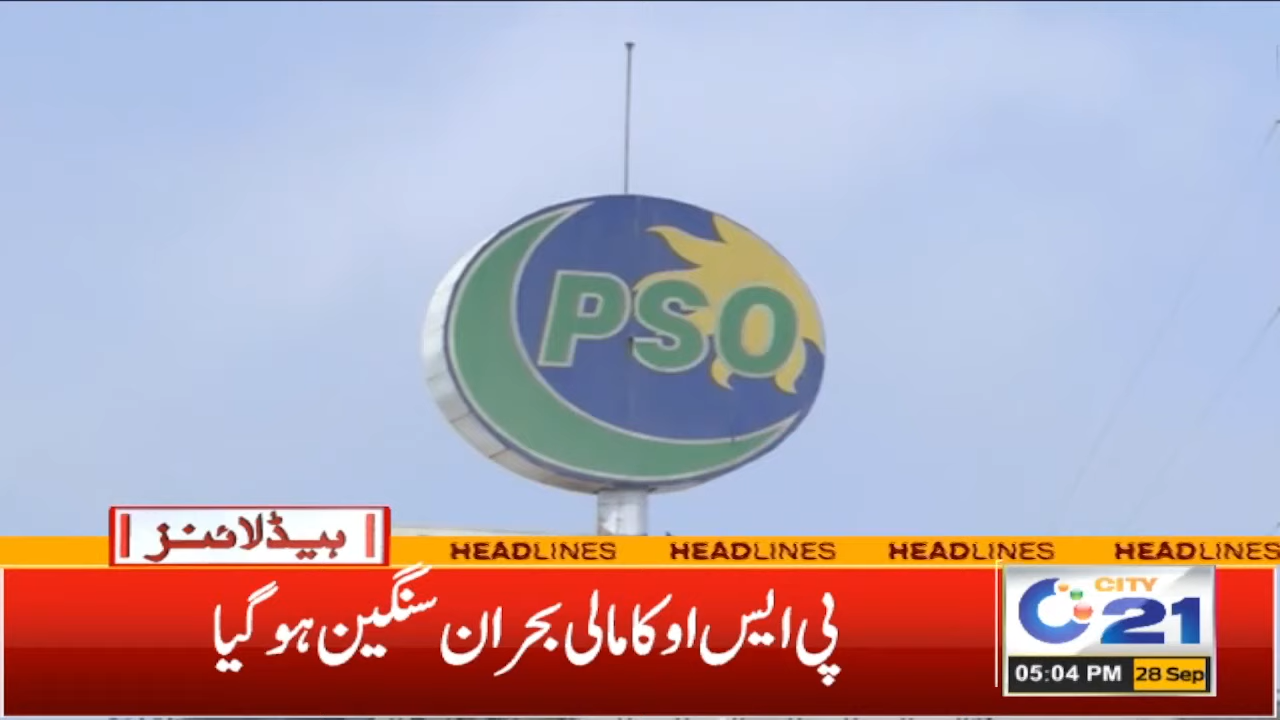 PSO
ہیڈلائنز
HEADLINES HEADLINES HEADLINES HEADLINES
پی ایس او کا مالی بحران سنگین ہو گیا
CITY
21
05:04 PM 28 Sep